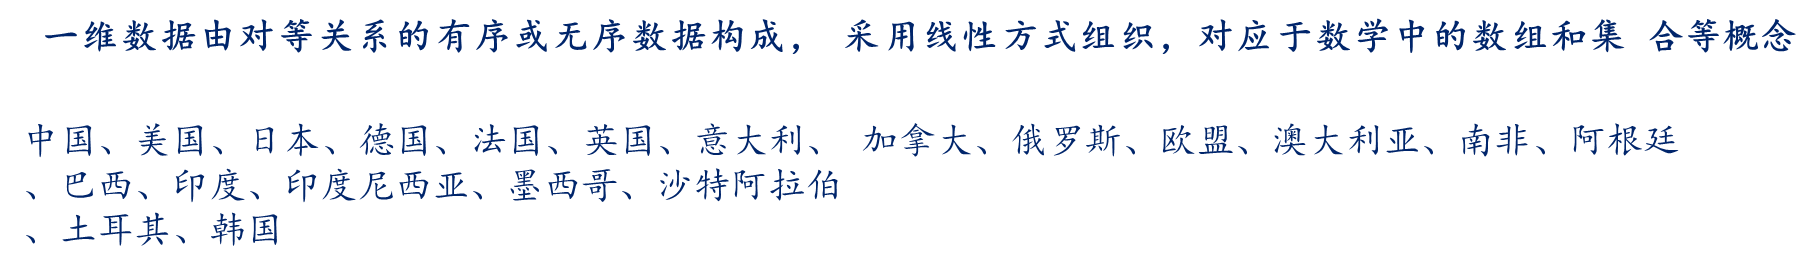 一维数据由对等关系的有序或无序数据构成， 采用线性方式组织，对应于数学中的数组和集 合等概念
中国、美国、日本、德国、法国、英国、意大利、 加拿大、俄罗斯、欧盟、澳大利亚、南非、阿根廷
、巴西、印度、印度尼西亚、墨西哥、沙特阿拉伯
、土耳其、韩国